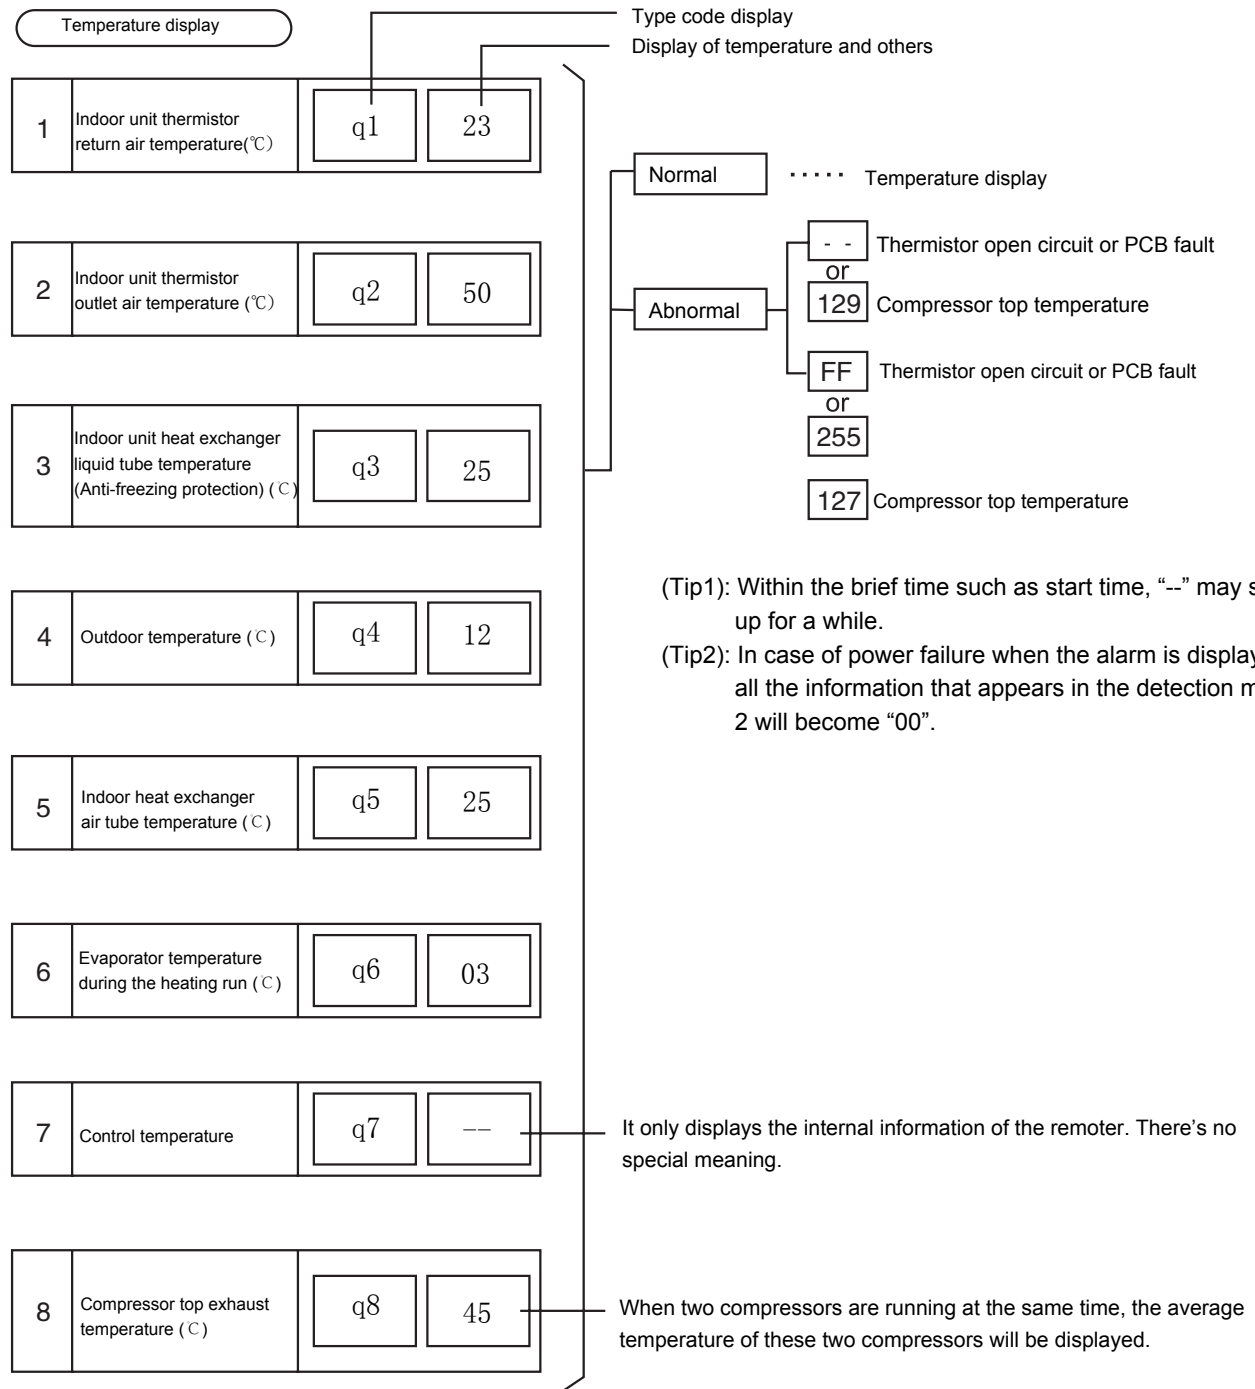 Temperature display
Type code display
Display of temperature and others
1
Indoor unit thermistor
return air temperature(℃)
q1
23
2
Indoor unit thermistor
outlet air temperature (℃)
q2
50
3
Indoor unit heat exchanger
liquid tube temperature
(Anti-freezing protection) (℃)
q3
25
4
Outdoor temperature (℃)
q4
12
5
Indoor heat exchanger
air tube temperature (℃)
q5
25
6
Evaporator temperature
during the heating run (℃)
q6
03
7
Control temperature
q7
--
8
Compressor top exhaust
temperature (℃)
q8
45
Normal ····· Temperature display
Abnormal
- - Thermistor open circuit or PCB fault
or
129 Compressor top temperature
FF Thermistor open circuit or PCB fault
or
255
127 Compressor top temperature
(Tip1): Within the brief time such as start time, “--” may
up for a while.
(Tip2): In case of power failure when the alarm is
all the information that appears in the detection
2 will become “00”.
It only displays the internal information of the remoter. There’s no
special meaning.
When two compressors are running at the same time, the average
temperature of these two compressors will be displayed.